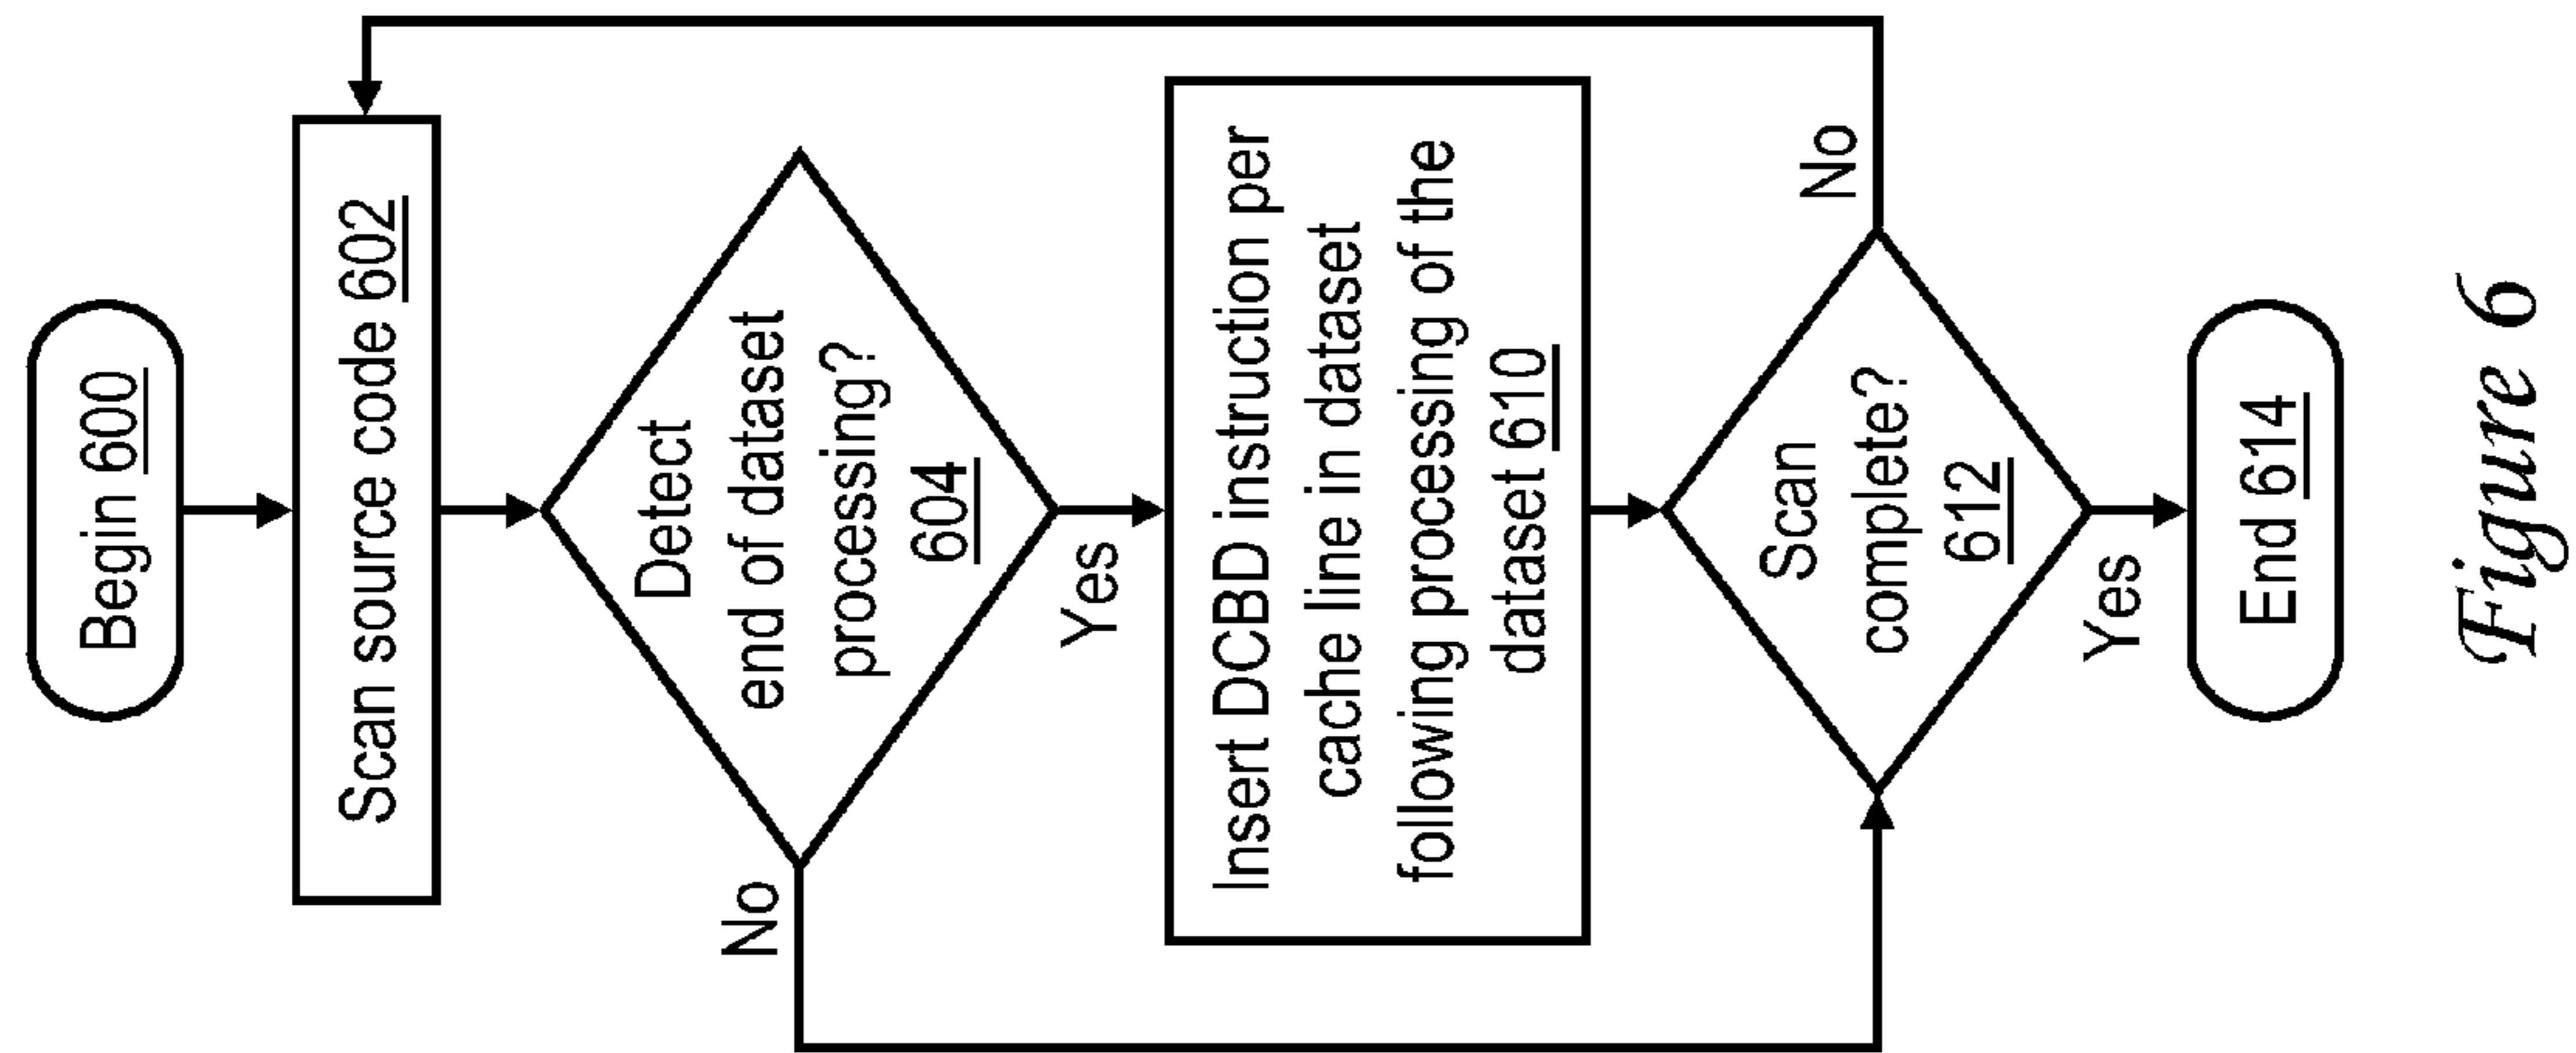 Begin 600
Scan source code 602
Detect
end of dataset
processing?
604
No
Yes
Insert DCBD instruction per
cache line in dataset
following processing of the
dataset 610
Scan
complete?
612
No
Yes
End 614
Figure 6